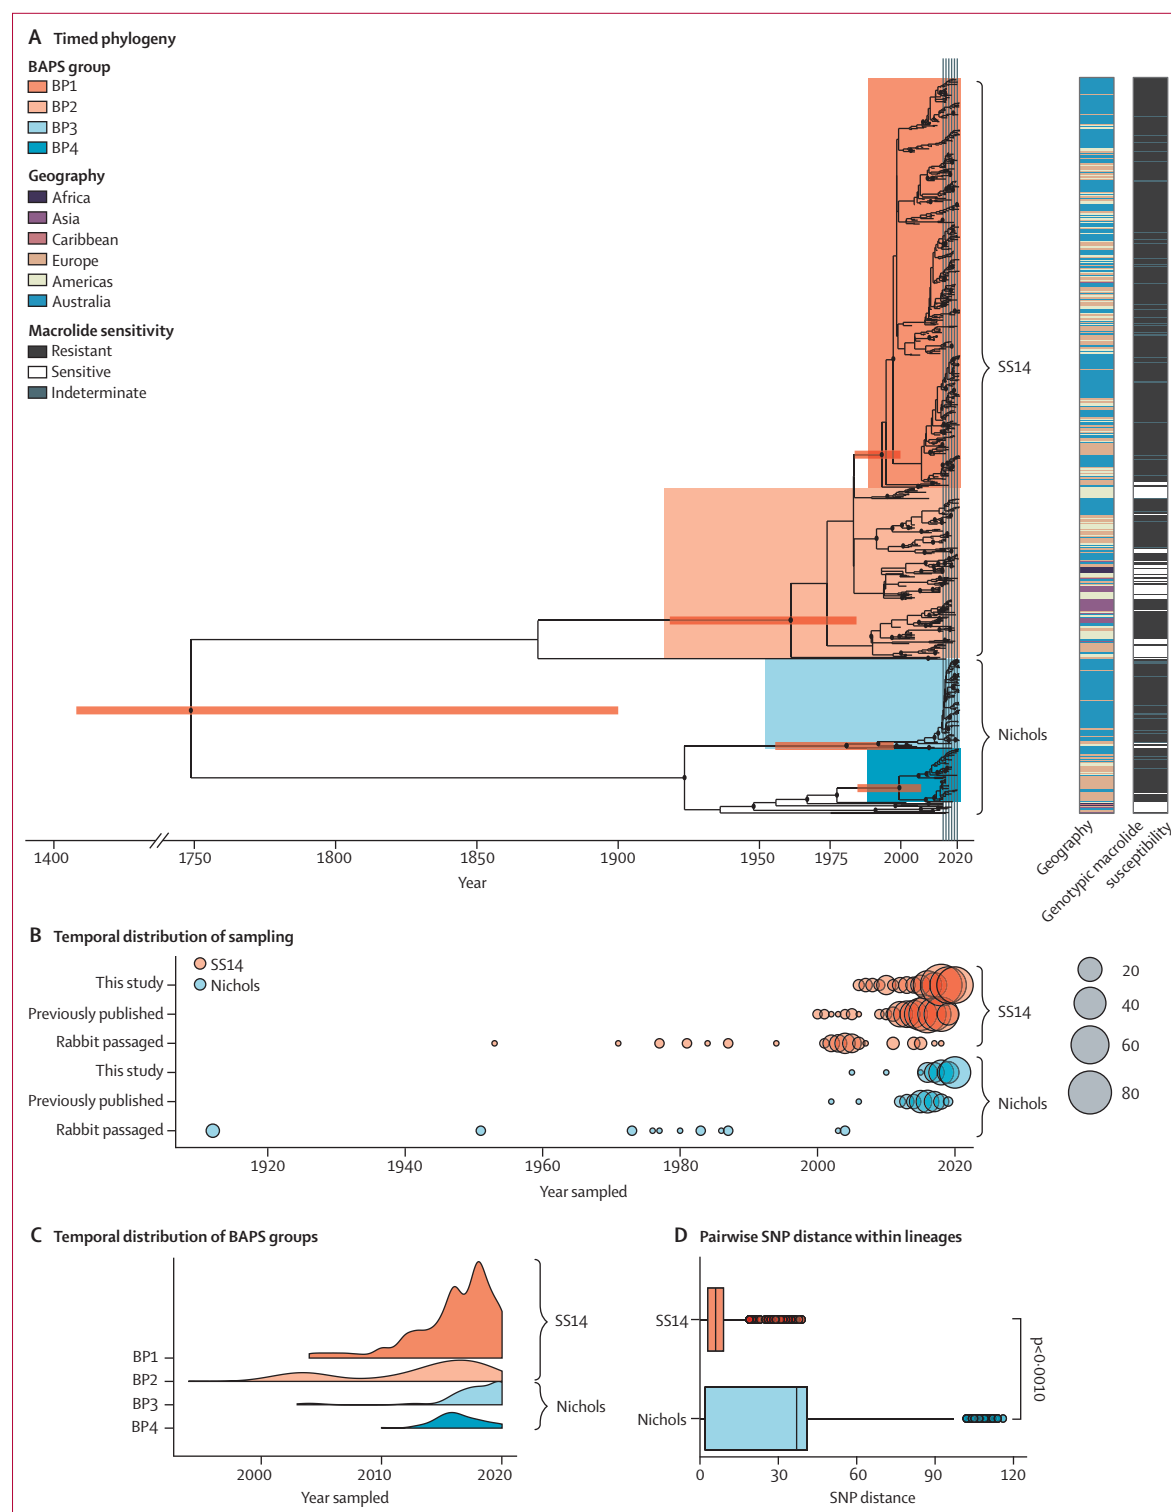 A Timed phylogeny
BAPS group
BP1
BP2
BP3
BP4
Geography
Africa
Asia
Caribbean
Europe
Americas
Australia
Macrolide sensitivity
Resistant
Sensitive
Indeterminate
SS14
Nichols
1400
1750
1800
1850
1900
1950
1975
2000
2020
Year
Geography
Genotypic macrolide
susceptibility
B Temporal distribution of sampling
SS14
Nichols
This study
Previously published
Rabbit passaged
This study
Previously published
Rabbit passaged
SS14
Nichols
20
40
60
80
1920
1940
1960
1980
2000
2020
Year sampled
C Temporal distribution of BAPS groups
BP1
BP2
BP3
BP4
SS14
Nichols
2000
2010
2020
Year sampled
D Pairwise SNP distance within lineages
SS14
Nichols
p<0·0010
0
30
60
90
120
SNP distance